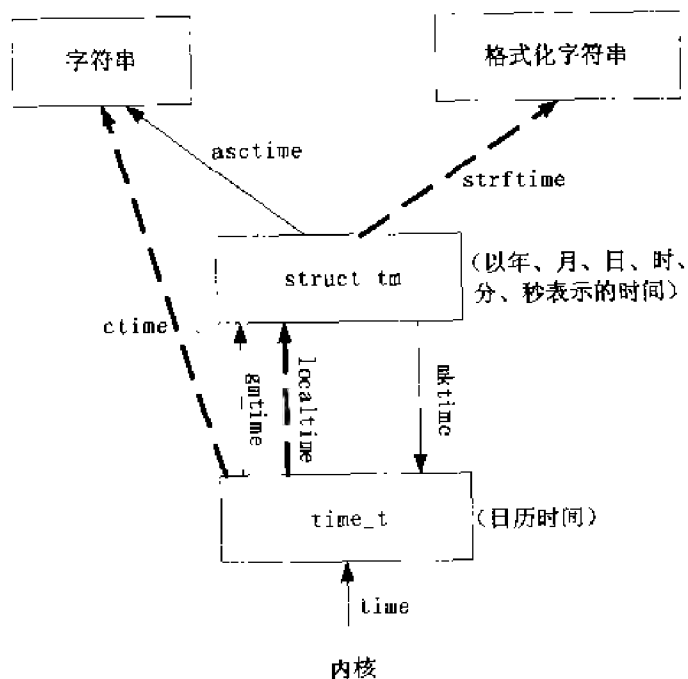 字符串
格式化字符串
asctime
strftime
struct tm
(以年、月、日、时、
分、秒表示的时间)
ctime
gmtime
localtime
mktime
time_t
(日历时间)
time
内核